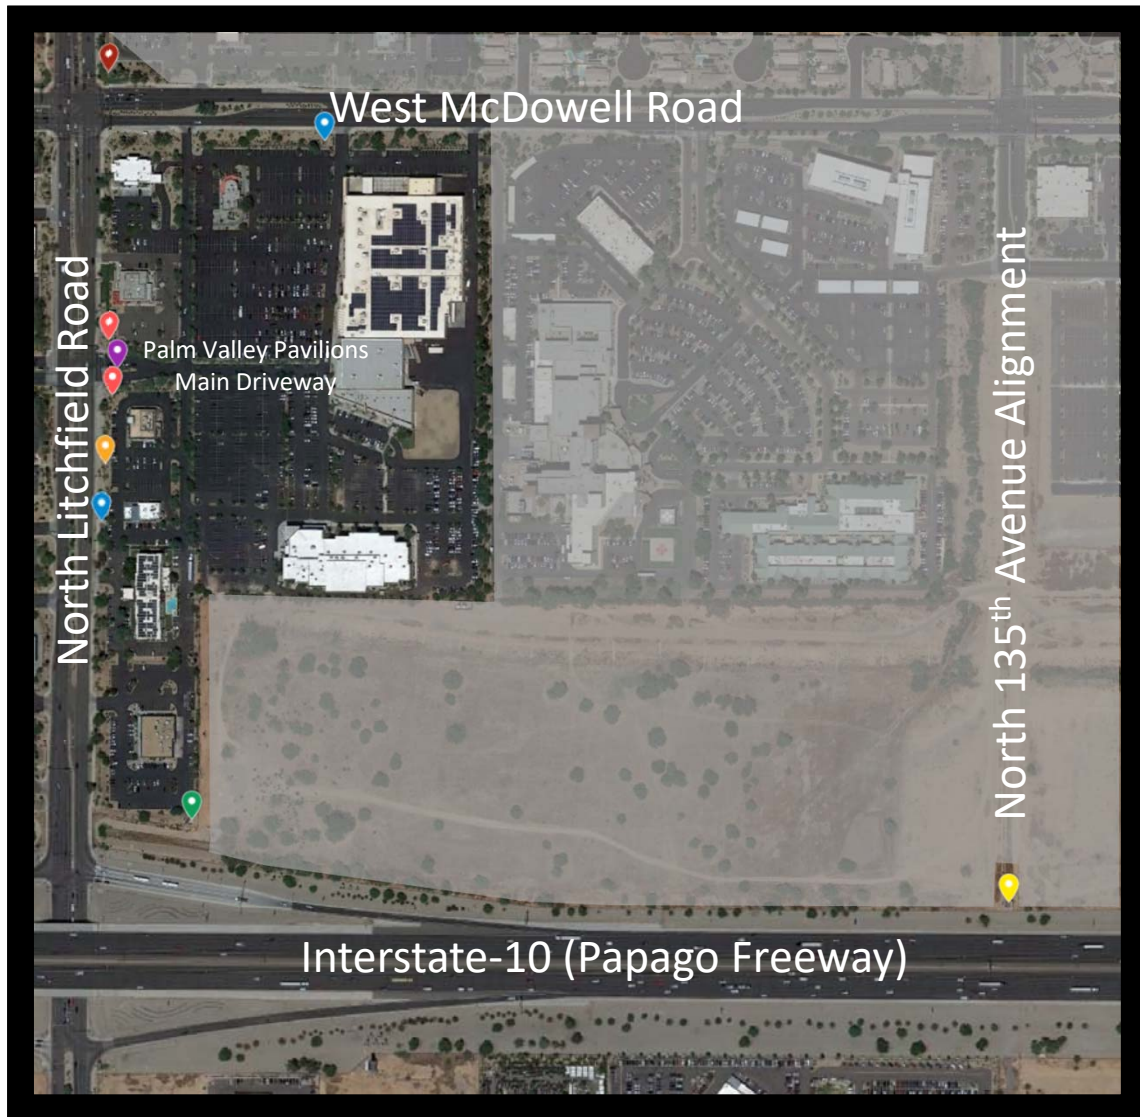 West McDowell Road
North Litchfield Road
Palm Valley Pavilions
Main Driveway
North 135th Avenue Alignment
Interstate-10 (Papago Freeway)